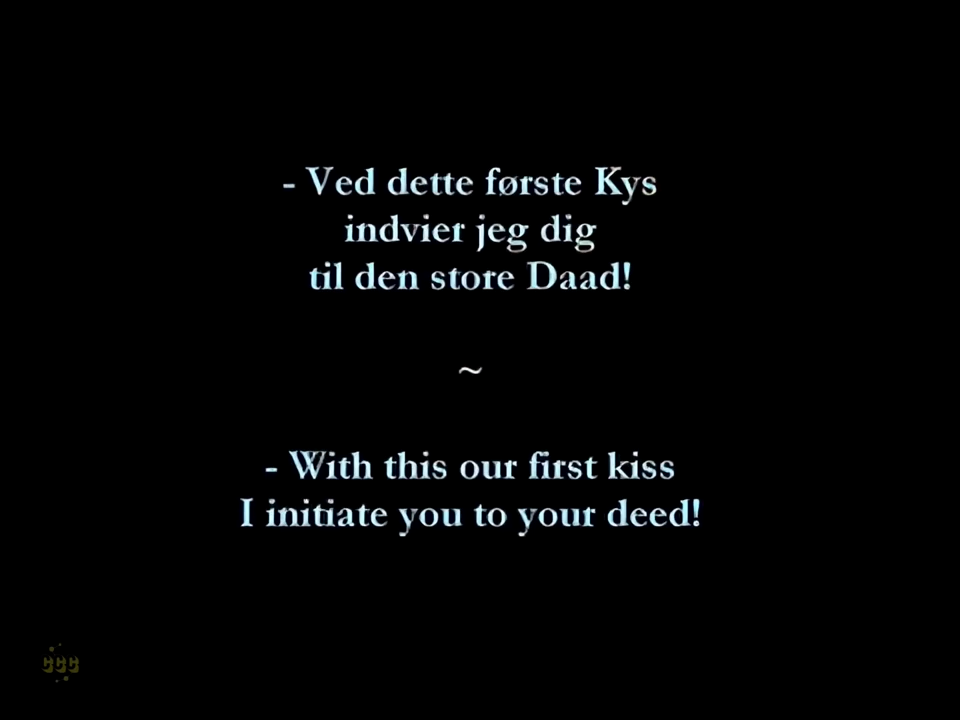 - Ved dette første Kys
indvier jeg dig
til den store Daad!
~
- With this our first kiss
I initiate you to your deed!
CCC